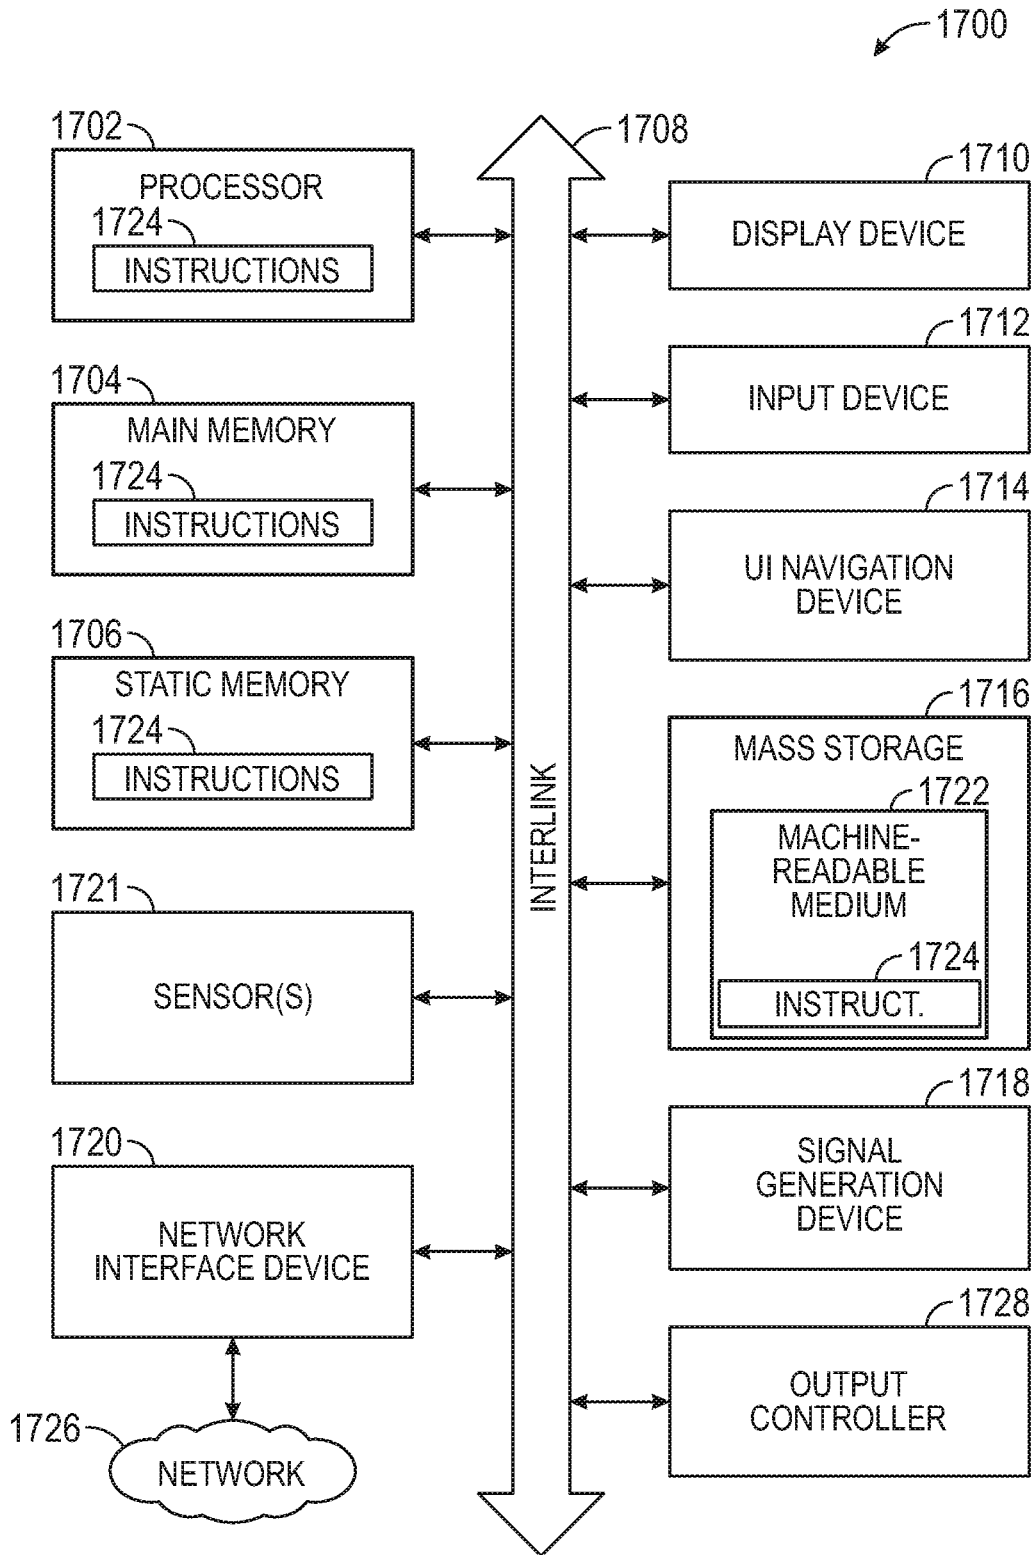 1700
1702
PROCESSOR
1724
INSTRUCTIONS
1704
MAIN MEMORY
1724
INSTRUCTIONS
1706
STATIC MEMORY
1724
INSTRUCTIONS
1721
SENSOR(S)
1720
NETWORK
INTERFACE DEVICE
1726
NETWORK
1708
INTERLINK
1710
DISPLAY DEVICE
1712
INPUT DEVICE
1714
UI NAVIGATION
DEVICE
1716
MASS STORAGE
1722
MACHINE-
READABLE
MEDIUM
1724
INSTRUCT.
1718
SIGNAL
GENERATION
DEVICE
1728
OUTPUT
CONTROLLER